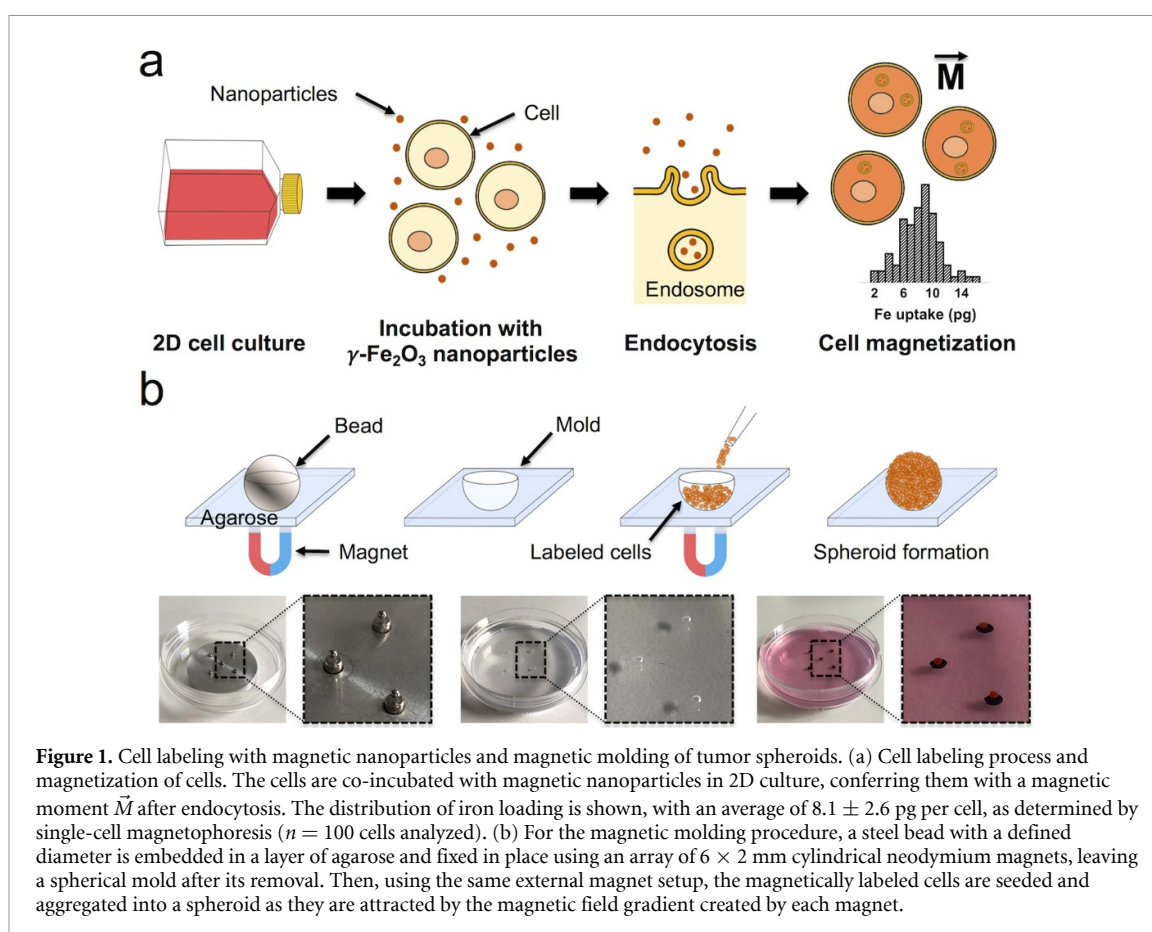 a
Nanoparticles
Cell
M
Endosome
2 6 10 14
Fe uptake (pg)
2D cell culture
Incubation with
γ-Fe₂O₃ nanoparticles
Endocytosis
Cell magnetization
b
Bead
Mold
Agarose
Magnet
Labeled cells
Spheroid formation
Figure 1. Cell labeling with magnetic nanoparticles and magnetic molding of tumor spheroids. (a) Cell labeling process and
magnetization of cells. The cells are co-incubated with magnetic nanoparticles in 2D culture, conferring them with a magnetic
moment M⃗ after endocytosis. The distribution of iron loading is shown, with an average of 8.1 ± 2.6 pg per cell, as determined by
single-cell magnetophoresis (n = 100 cells analyzed). (b) For the magnetic molding procedure, a steel bead with a defined
diameter is embedded in a layer of agarose and fixed in place using an array of 6 × 2 mm cylindrical neodymium magnets, leaving
a spherical mold after its removal. Then, using the same external magnet setup, the magnetically labeled cells are seeded and
aggregated into a spheroid as they are attracted by the magnetic field gradient created by each magnet.